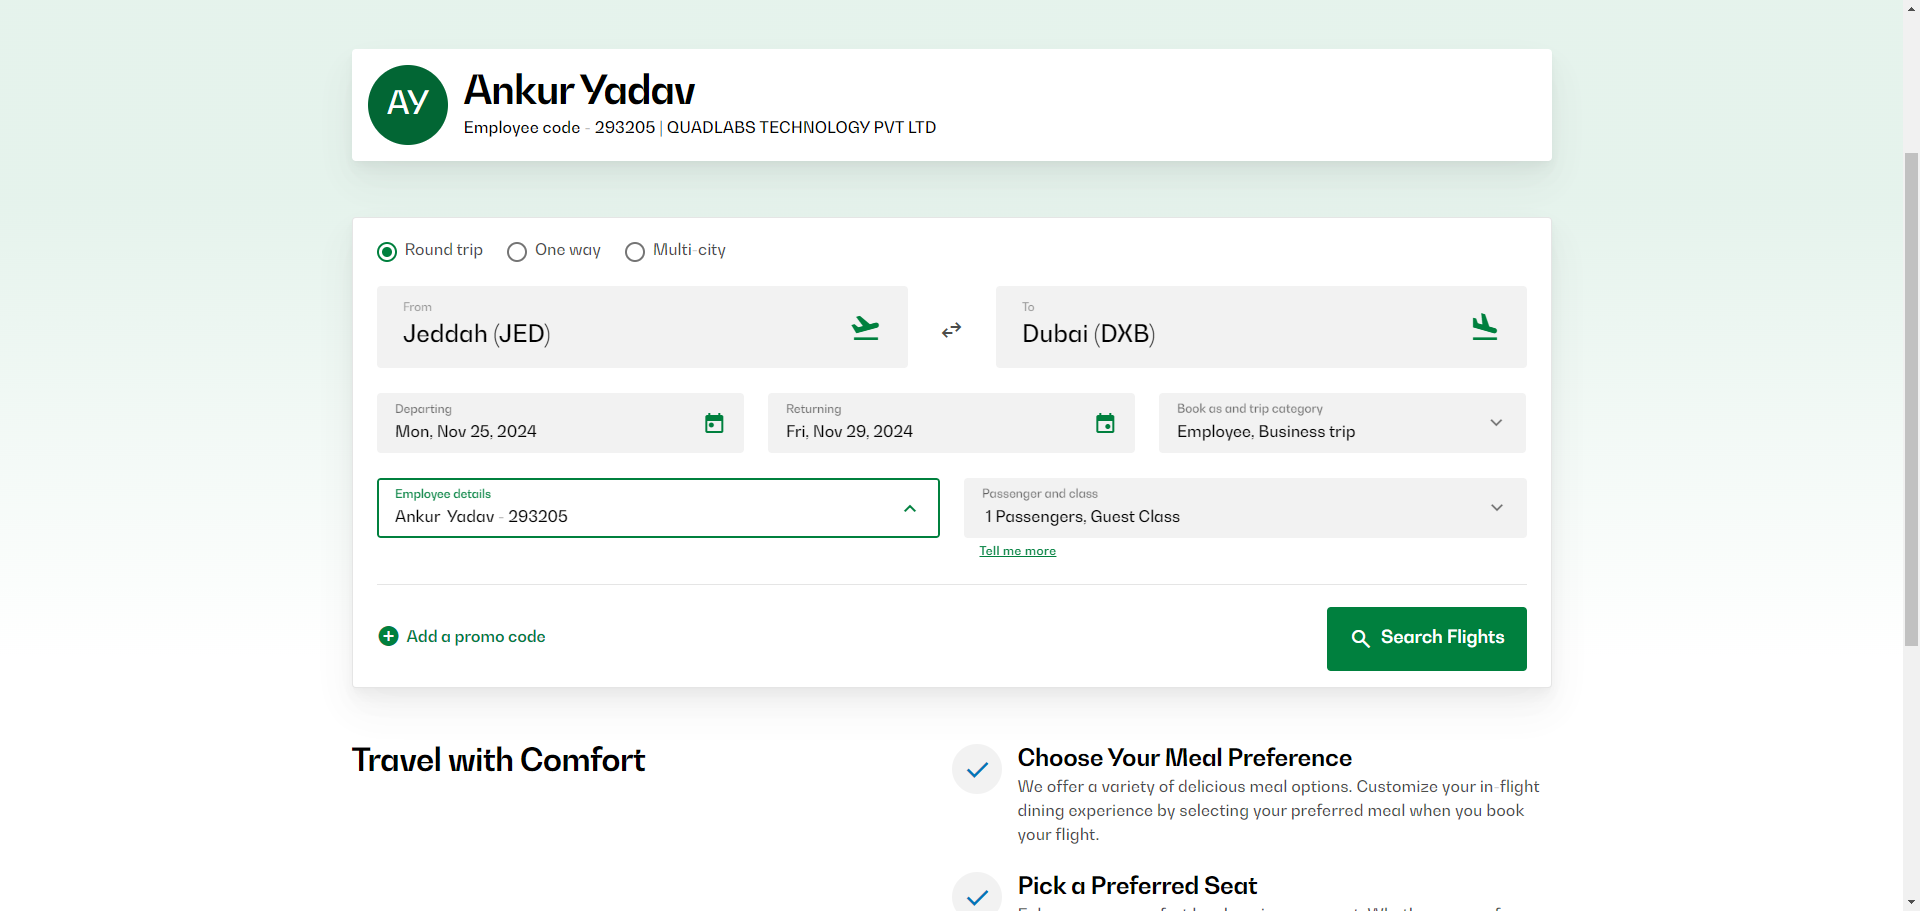 AY
Ankur Yadav
Employee code - 293205 | QUADLABS TECHNOLOGY PVT LTD
Round trip
One way
Multi-city
From
Jeddah (JED)
To
Dubai (DXB)
Departing
Mon, Nov 25, 2024
Returning
Fri, Nov 29, 2024
Book as and trip category
Employee, Business trip
Employee details
Ankur Yadav - 293205
Passenger and class
1 Passengers, Guest Class
Tell me more
Add a promo code
Search Flights
Travel with Comfort
Choose Your Meal Preference
We offer a variety of delicious meal options. Customize your in-flight
dining experience by selecting your preferred meal when you book
your flight.
Pick a Preferred Seat